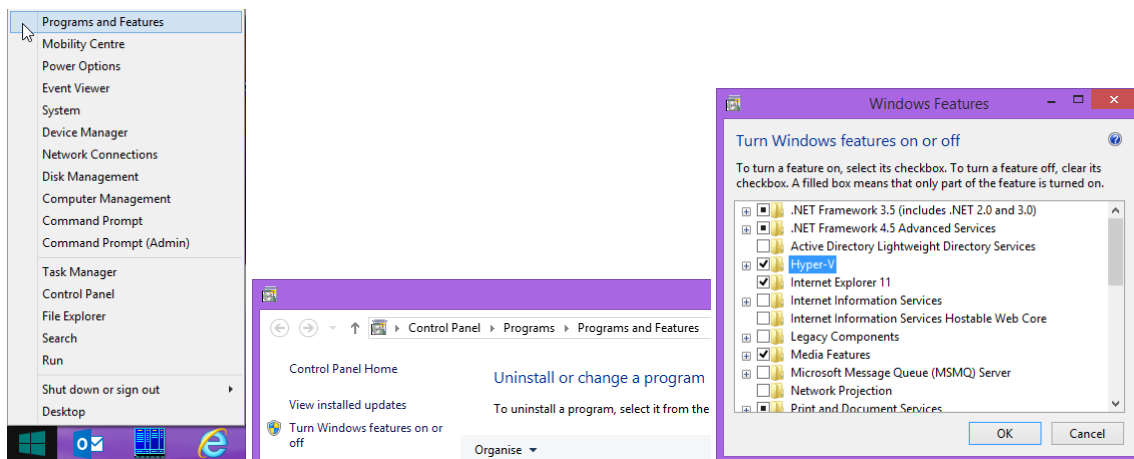 Programs and Features
Mobility Centre
Power Options
Event Viewer
System
Device Manager
Network Connections
Disk Management
Computer Management
Command Prompt
Command Prompt (Admin)
Task Manager
Control Panel
File Explorer
Search
Run
Shut down or sign out
Desktop
Control Panel Programs Programs and Features
Control Panel Home
View installed updates
Turn Windows features on or
off
Uninstall or change a program
To uninstall a program, select it from the
Organise
Windows Features
Turn Windows features on or off
To turn a feature on, select its checkbox. To turn a feature off, clear its
checkbox. A filled box means that only part of the feature is turned on.
.NET Framework 3.5 (includes .NET 2.0 and 3.0)
.NET Framework 4.5 Advanced Services
Active Directory Lightweight Directory Services
Hyper-V
Internet Explorer 11
Internet Information Services
Internet Information Services Hostable Web Core
Legacy Components
Media Features
Microsoft Message Queue (MSMQ) Server
Network Projection
Print and Document Services
OK
Cancel